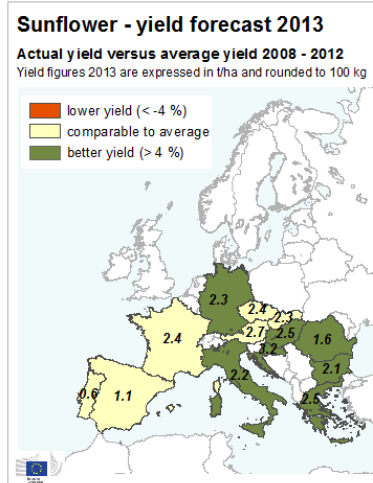 Sunflower - yield forecast 2013
Actual yield versus average yield 2008 - 2012
Yield figures 2013 are expressed in t/ha and rounded to 100 kg
lower yield (< -4 %)
comparable to average
better yield (> 4 %)
2.3
2.4
2.3
2.4
2.7
2.5
1.6
3.2
2.2
2.1
0.6
1.1
2.5